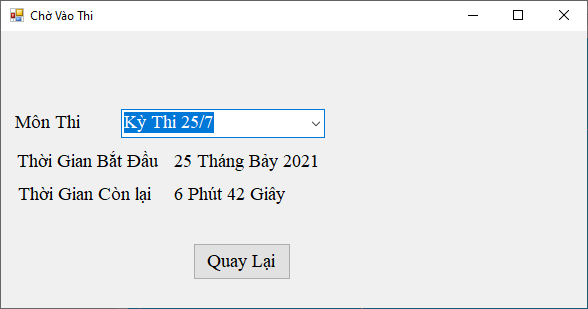 Chờ Vào Thi
Môn Thi Kỳ Thi 25/7
Thời Gian Bắt Đầu 25 Tháng Bảy 2021
Thời Gian Còn lại 6 Phút 42 Giây
Quay Lại